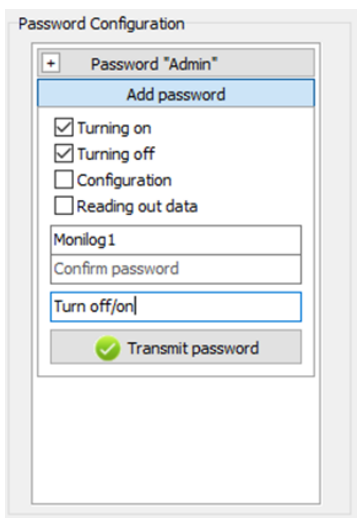 Password Configuration
+ Password "Admin"
Add password
Turning on
Turning off
Configuration
Reading out data
Monilog1
Confirm password
Turn off/on
Transmit password